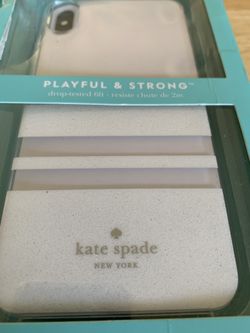 PLAYFUL & STRONG™
drop-tested 6ft · résiste chute de 2m
kate spade
NEW YORK